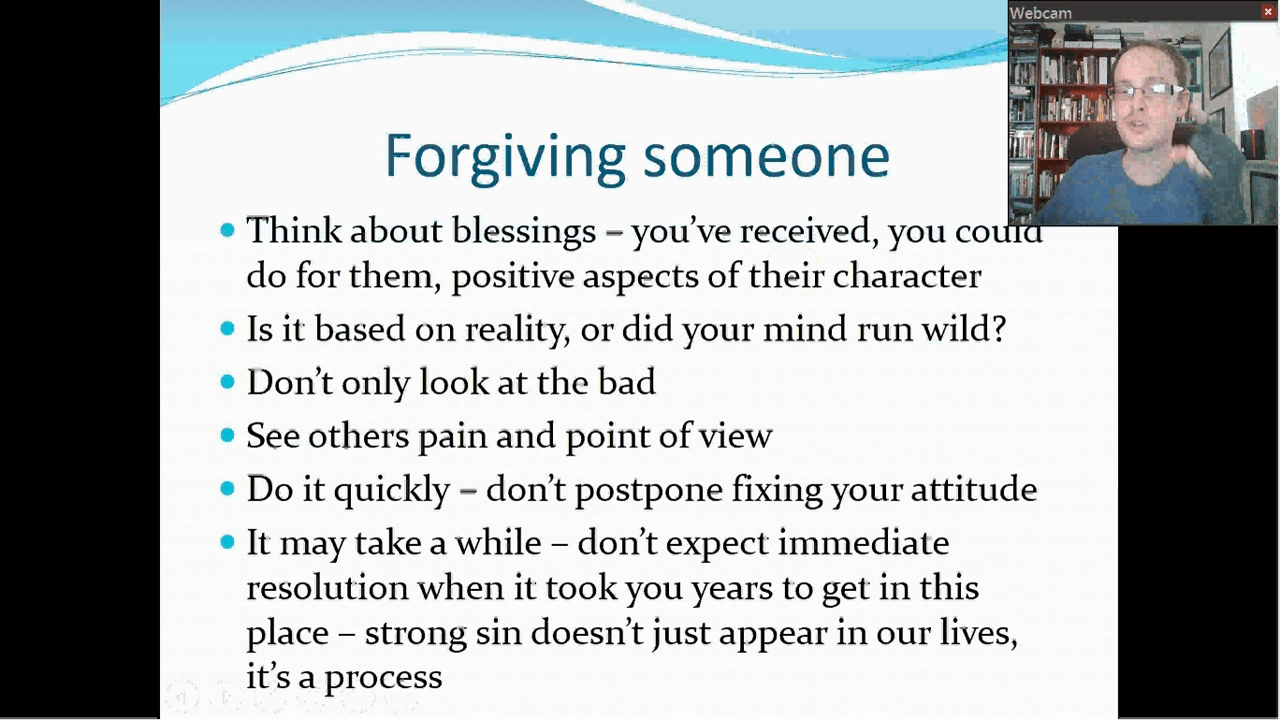 Webcam
Forgiving someone
Think about blessings – you've received, you could
do for them, positive aspects of their character
Is it based on reality, or did your mind run wild?
Don't only look at the bad
See others pain and point of view
Do it quickly – don't postpone fixing your attitude
It may take a while – don't expect immediate
resolution when it took you years to get in this
place – strong sin doesn't just appear in our lives,
it's a process